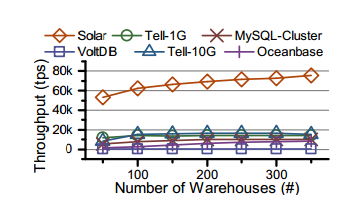 Solar Tell-1G MySQL-Cluster
VoltDB Tell-10G Oceanbase
80k
60k
40k
20k
0
Throughput (tps)
100 200 300
Number of Warehouses (#)